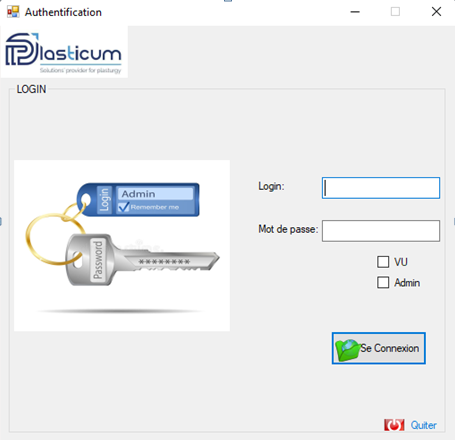 Authentification
Plasticum
Solutions provider for plasturgy
LOGIN
Login
Admin
Remember me
Password
********
Login:
Mot de passe:
VU
Admin
Se Connexion
Quiter